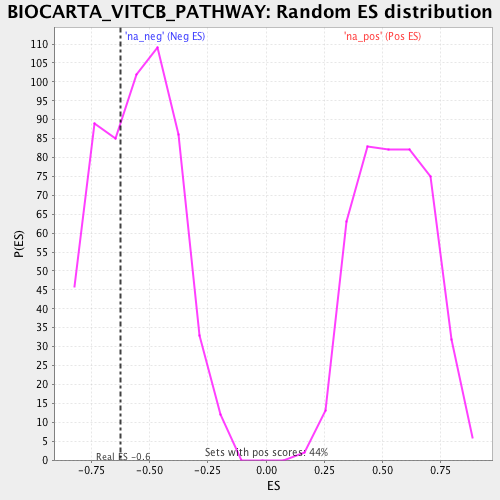 BIOCARTA_VITCB_PATHWAY: Random ES distribution
'na_neg' (Neg ES)
'na_pos' (Pos ES)
110
105
100
95
90
85
80
75
70
65
60
55
50
45
40
35
30
25
20
15
10
5
0
P(ES)
Sets with pos scores: 44%
Real ES -0.6
-0.75 -0.50 -0.25 0.00 0.25 0.50 0.75
ES